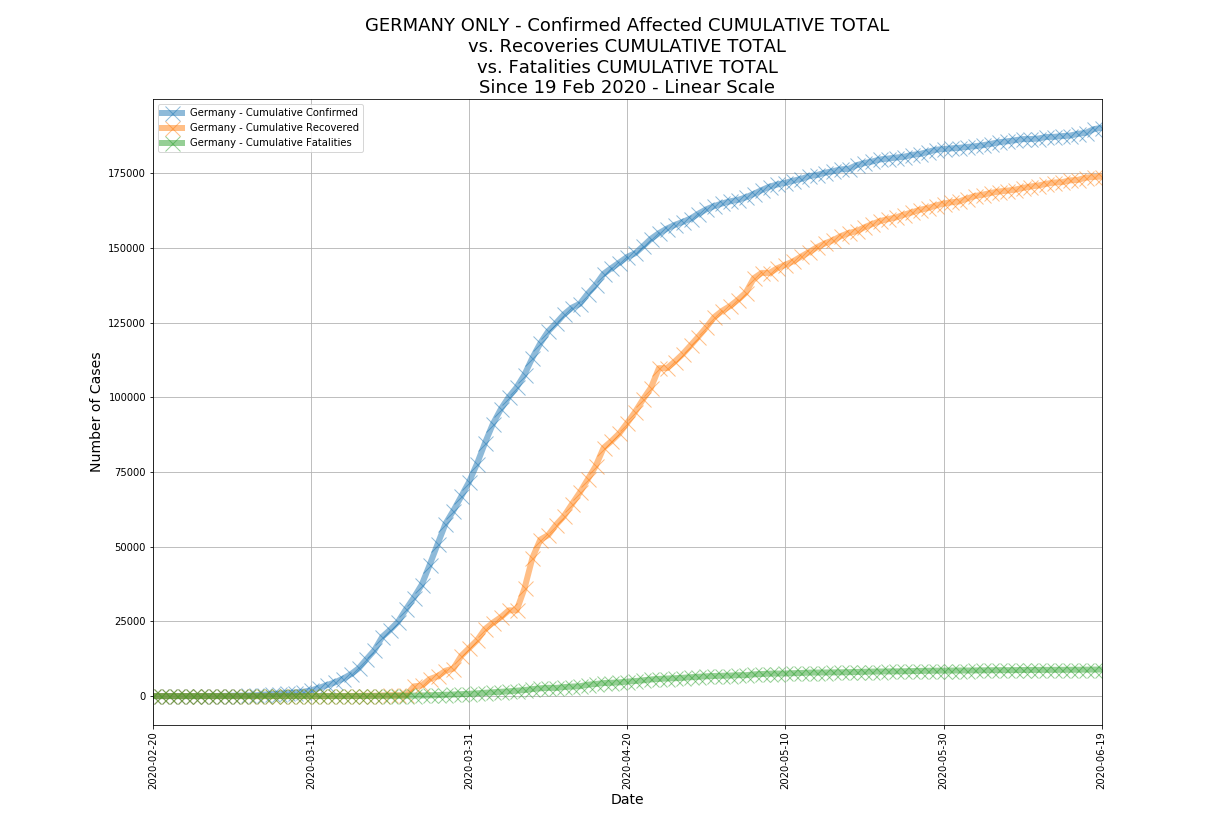 GERMANY ONLY - Confirmed Affected CUMULATIVE TOTAL
vs. Recoveries CUMULATIVE TOTAL
vs. Fatalities CUMULATIVE TOTAL
Since 19 Feb 2020 - Linear Scale
Germany - Cumulative Confirmed
Germany - Cumulative Recovered
Germany - Cumulative Fatalities
Number of Cases
175000
150000
125000
100000
75000
50000
25000
0
2020-02-20
2020-03-11
2020-03-31
2020-04-20
2020-05-10
2020-05-30
2020-06-19
Date